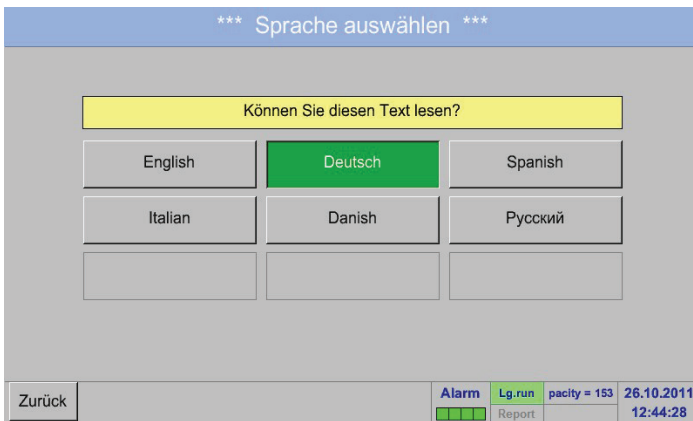 *** Sprache auswählen ***
Können Sie diesen Text lesen?
English Deutsch Spanish
Italian Danish Русский
Zurück Alarm Lg.run pacity = 153 26.10.2011
Report 12:44:28